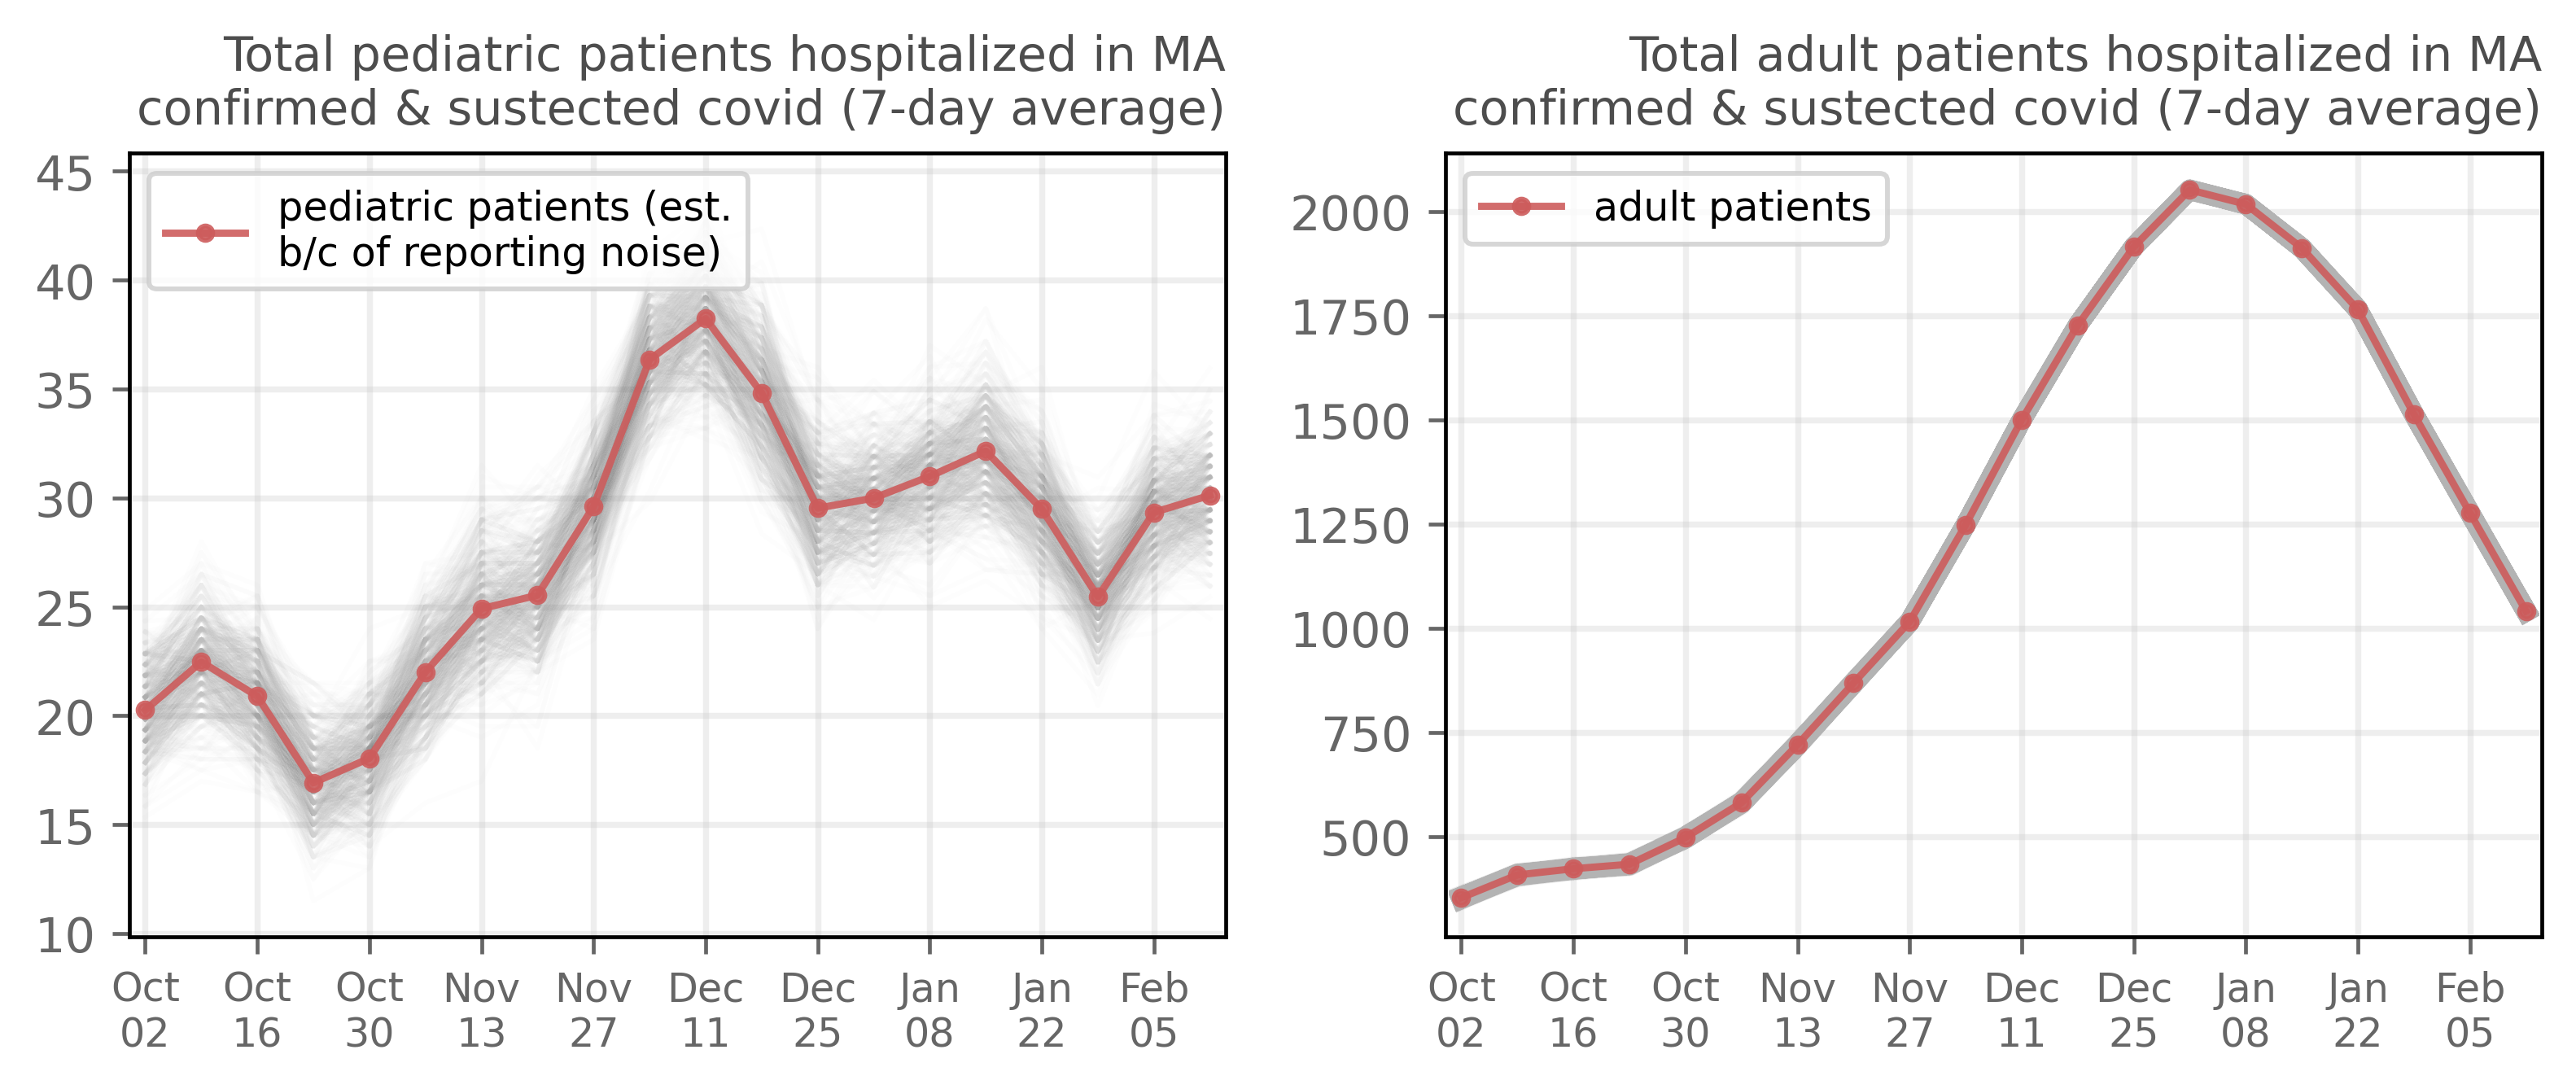 Total pediatric patients hospitalized in MA
confirmed & sustected covid (7-day average)
pediatric patients (est.
b/c of reporting noise)
45
40
35
30
25
20
15
10
Oct Oct Oct Nov Nov Dec Dec Jan Jan Feb
02 16 30 13 27 11 25 08 22 05
Total adult patients hospitalized in MA
confirmed & sustected covid (7-day average)
adult patients
2000
1750
1500
1250
1000
750
500
Oct Oct Oct Nov Nov Dec Dec Jan Jan Feb
02 16 30 13 27 11 25 08 22 05